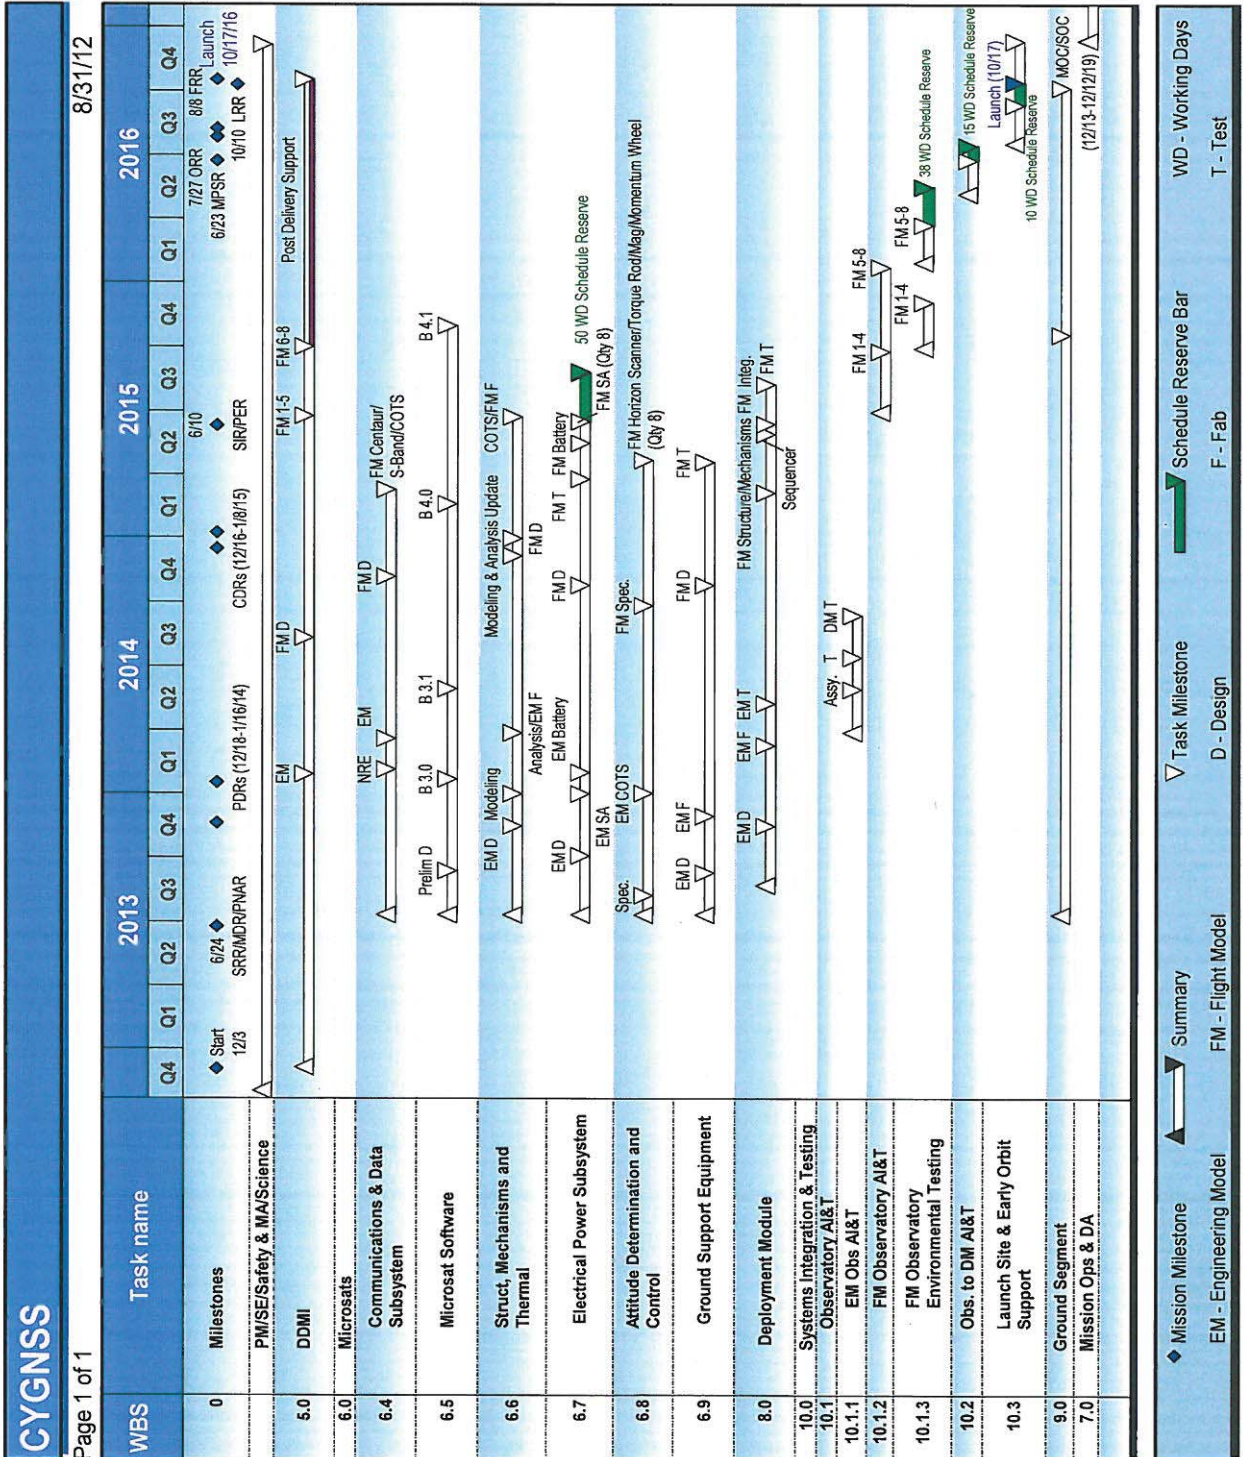 CYGNSS
Page 1 of 1
8/31/12
WBS Task name 2013 2014 2015 2016
Q4 Q1 Q2 Q3 Q4 Q1 Q2 Q3 Q4 Q1 Q2 Q3 Q4 Q1 Q2 Q3 Q4
0 Milestones
Start
12/3
6/24
SRR/MDR/PNAR
PDRs (12/18-1/16/14)
CDRs (12/16-1/8/15)
6/10
SIR/PER
7/27 ORR
6/23 MPSR
8/8 FRR
10/10 LRR
Launch
10/17/16
PM/SE/Safety & MA/Science
5.0 DDMI
EM FM D FM 1-5 FM 6-8 Post Delivery Support
6.0 Microsats
6.4 Communications & Data
Subsystem
NRE EM FM D FM Centaur/
S-Band/COTS
6.5 Microsat Software
Prelim D B 3.0 B 3.1 B 4.0 B 4.1
6.6 Struct, Mechanisms and
Thermal
EM D Modeling Modeling & Analysis Update COTS/FM F
Analysis/EM F FM D
6.7 Electrical Power Subsystem
EM D EM Battery FM D FM T FM Battery 50 WD Schedule Reserve
EM SA FM SA (Qty 8)
6.8 Attitude Determination and
Control
Spec. EM COTS FM Spec. FM Horizon Scanner/Torque Rod/Mag/Momentum Wheel
(Qty 8)
6.9 Ground Support Equipment
EM D EM F FM D FM T
8.0 Deployment Module
EM D EM F EM T FM Structure/Mechanisms FM Integ.
FM T
Sequencer
10.0 Systems Integration & Testing
10.1 Observatory AI&T
10.1.1 EM Obs AI&T
Assy. T DM T
10.1.2 FM Observatory AI&T
FM 1-4 FM 5-8
10.1.3 FM Observatory
Environmental Testing
FM 1-4 FM 5-8 38 WD Schedule Reserve
10.2 Obs. to DM AI&T
15 WD Schedule Reserve
10.3 Launch Site & Early Orbit
Support
Launch (10/17)
10 WD Schedule Reserve
9.0 Ground Segment
MOC/SOC
7.0 Mission Ops & DA
(12/13-12/12/19)
Mission Milestone Summary Task Milestone Schedule Reserve Bar WD - Working Days
EM - Engineering Model FM - Flight Model D - Design F - Fab T - Test